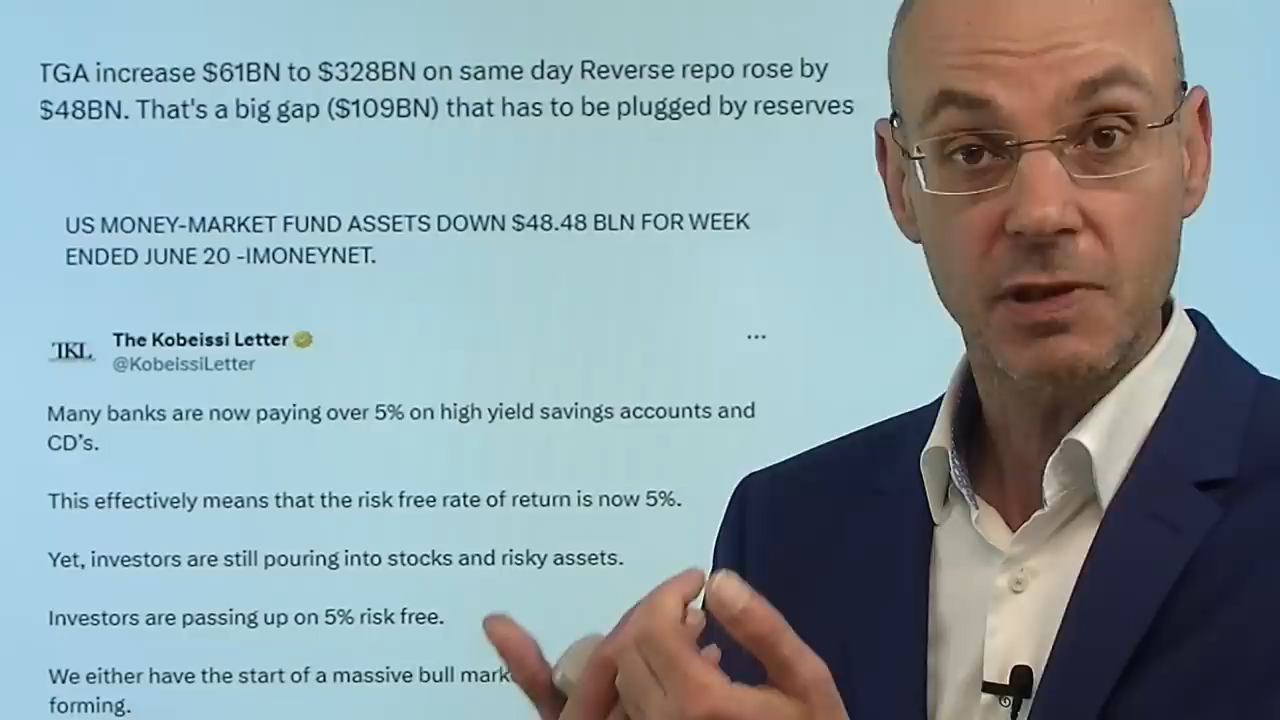 TGA increase $61BN to $328BN on same day Reverse repo rose by
$48BN. That's a big gap ($109BN) that has to be plugged by reserves
US MONEY-MARKET FUND ASSETS DOWN $48.48 BLN FOR WEEK
ENDED JUNE 20 -IMONEYNET.
TKL The Kobeissi Letter
@KobeissiLetter
Many banks are now paying over 5% on high yield savings accounts and
CD's.
This effectively means that the risk free rate of return is now 5%.
Yet, investors are still pouring into stocks and risky assets.
Investors are passing up on 5% risk free.
We either have the start of a massive bull
forming.